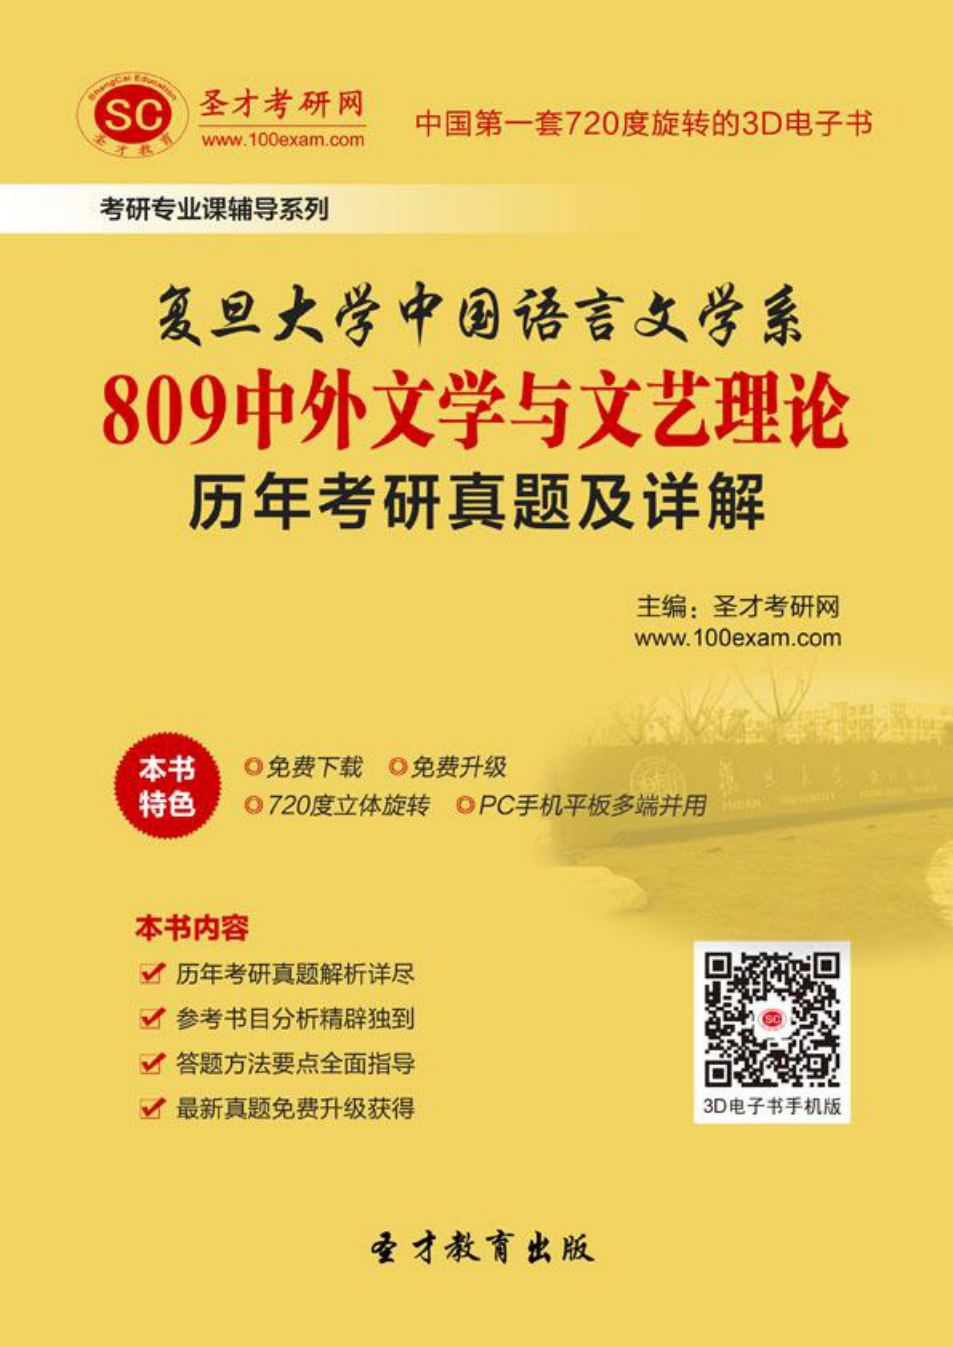 ShengCai Education
SC
圣才教育
圣才考研网
www.100exam.com
中国第一套720度旋转的3D电子书
考研专业课辅导系列
复旦大学中国语言文学系
809中外文学与文艺理论
历年考研真题及详解
主编：圣才考研网
www.100exam.com
本书
特色
免费下载 免费升级
720度立体旋转 PC手机平板多端并用
本书内容
历年考研真题解析详尽
参考书目分析精辟独到
答题方法要点全面指导
最新真题免费升级获得
SC
3D电子书手机版
圣才教育出版